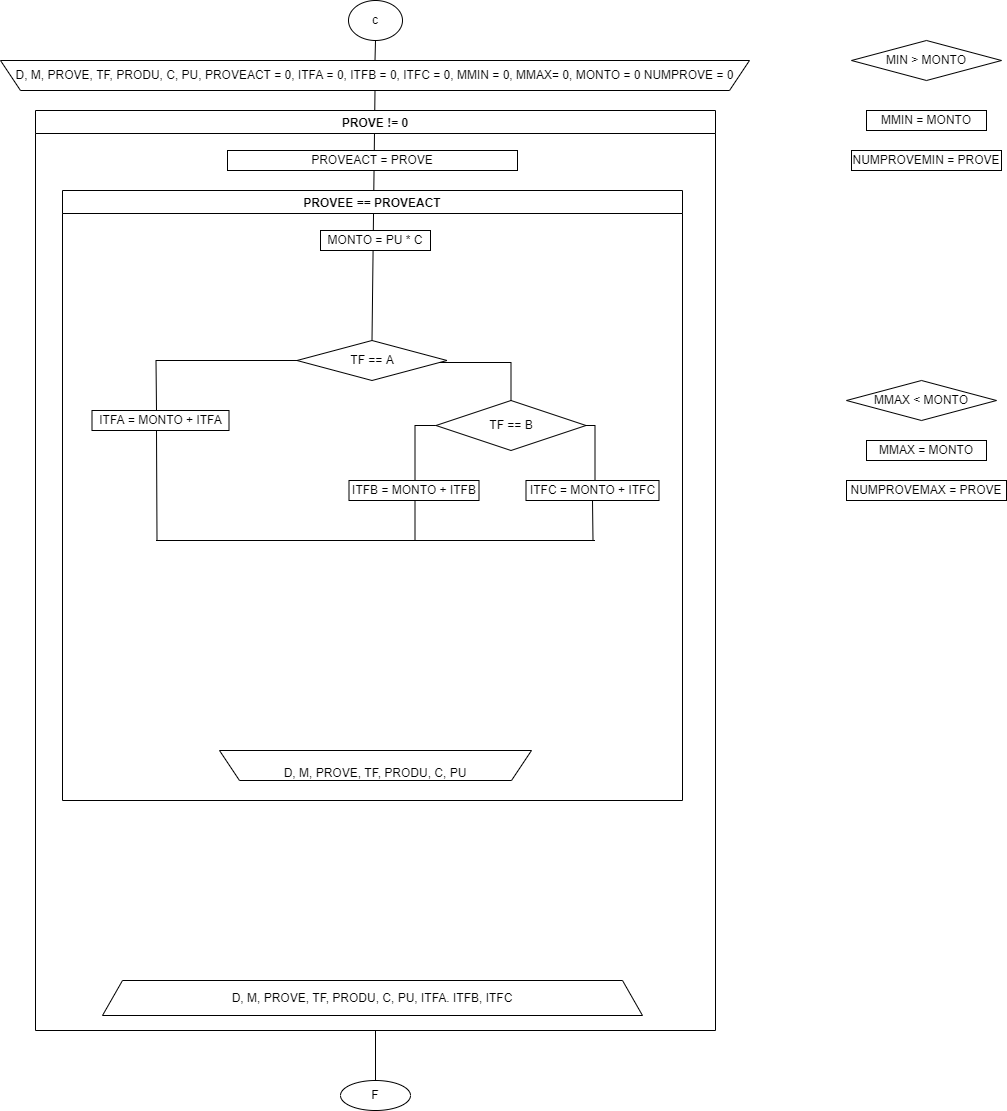 c
D, M, PROVE, TF, PRODU, C, PU, PROVEACT = 0, ITFA = 0, ITFB = 0, ITFC = 0, MMIN = 0, MMAX= 0, MONTO = 0 NUMPROVE = 0
PROVE != 0
PROVEACT = PROVE
PROVEE == PROVEACT
MONTO = PU * C
TF == A
ITFA = MONTO + ITFA
TF == B
ITFB = MONTO + ITFB
ITFC = MONTO + ITFC
D, M, PROVE, TF, PRODU, C, PU
D, M, PROVE, TF, PRODU, C, PU, ITFA. ITFB, ITFC
F
MIN > MONTO
MMIN = MONTO
NUMPROVEMIN = PROVE
MMAX < MONTO
MMAX = MONTO
NUMPROVEMAX = PROVE